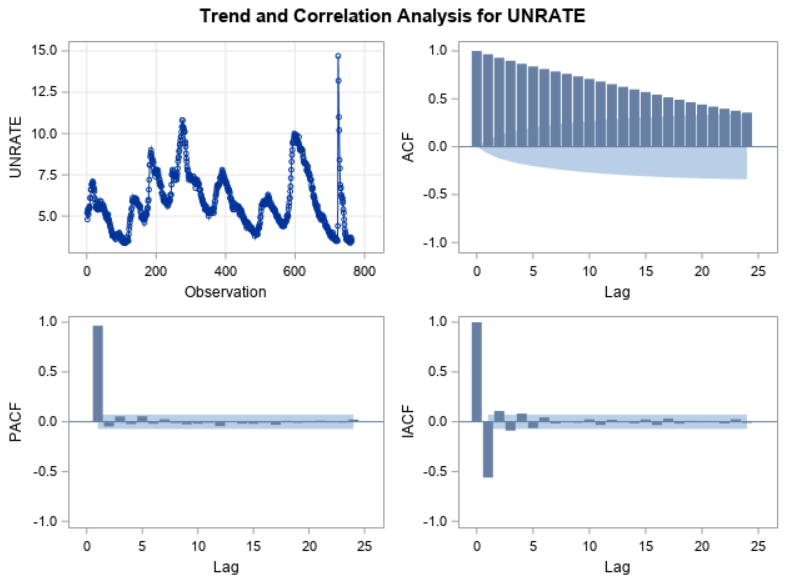 Trend and Correlation Analysis for UNRATE
15.0
12.5
10.0
7.5
5.0
UNRATE
0 200 400 600 800
Observation
1.0
0.5
0.0
-0.5
-1.0
ACF
0 5 10 15 20 25
Lag
1.0
0.5
0.0
-0.5
-1.0
PACF
0 5 10 15 20 25
Lag
1.0
0.5
0.0
-0.5
-1.0
IACF
0 5 10 15 20 25
Lag